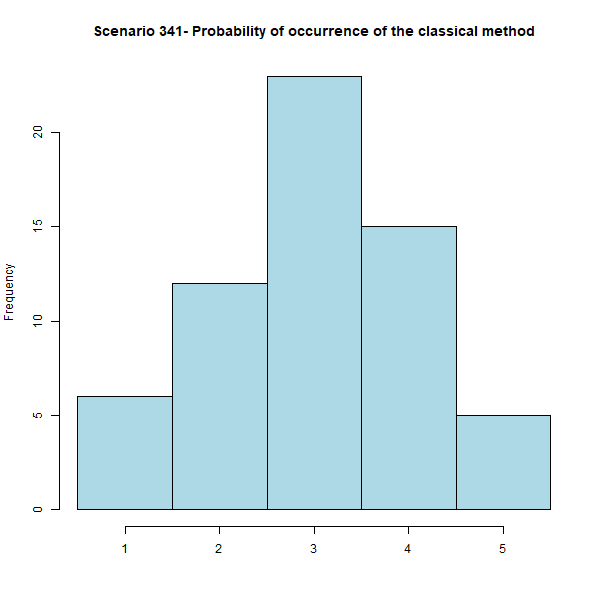 Scenario 341- Probability of occurrence of the classical method
Frequency
20
15
10
5
0
1 2 3 4 5